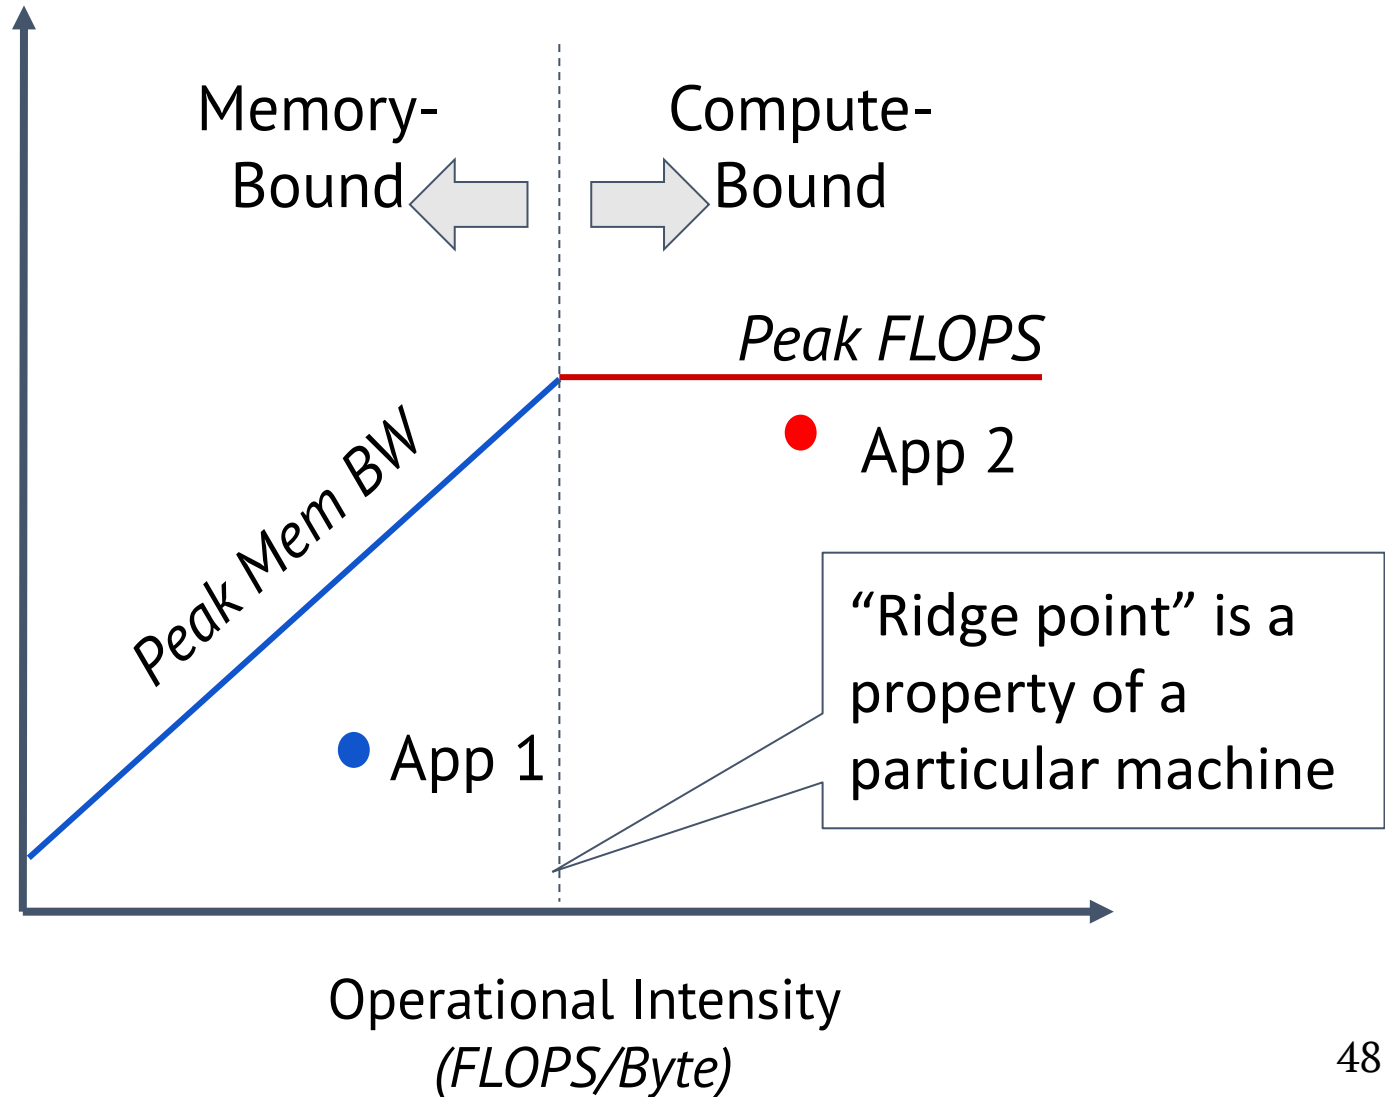 Memory-
Bound
Compute-
Bound
Peak FLOPS
Peak Mem BW
App 2
App 1
“Ridge point” is a
property of a
particular machine
Operational Intensity
(FLOPS/Byte)
48